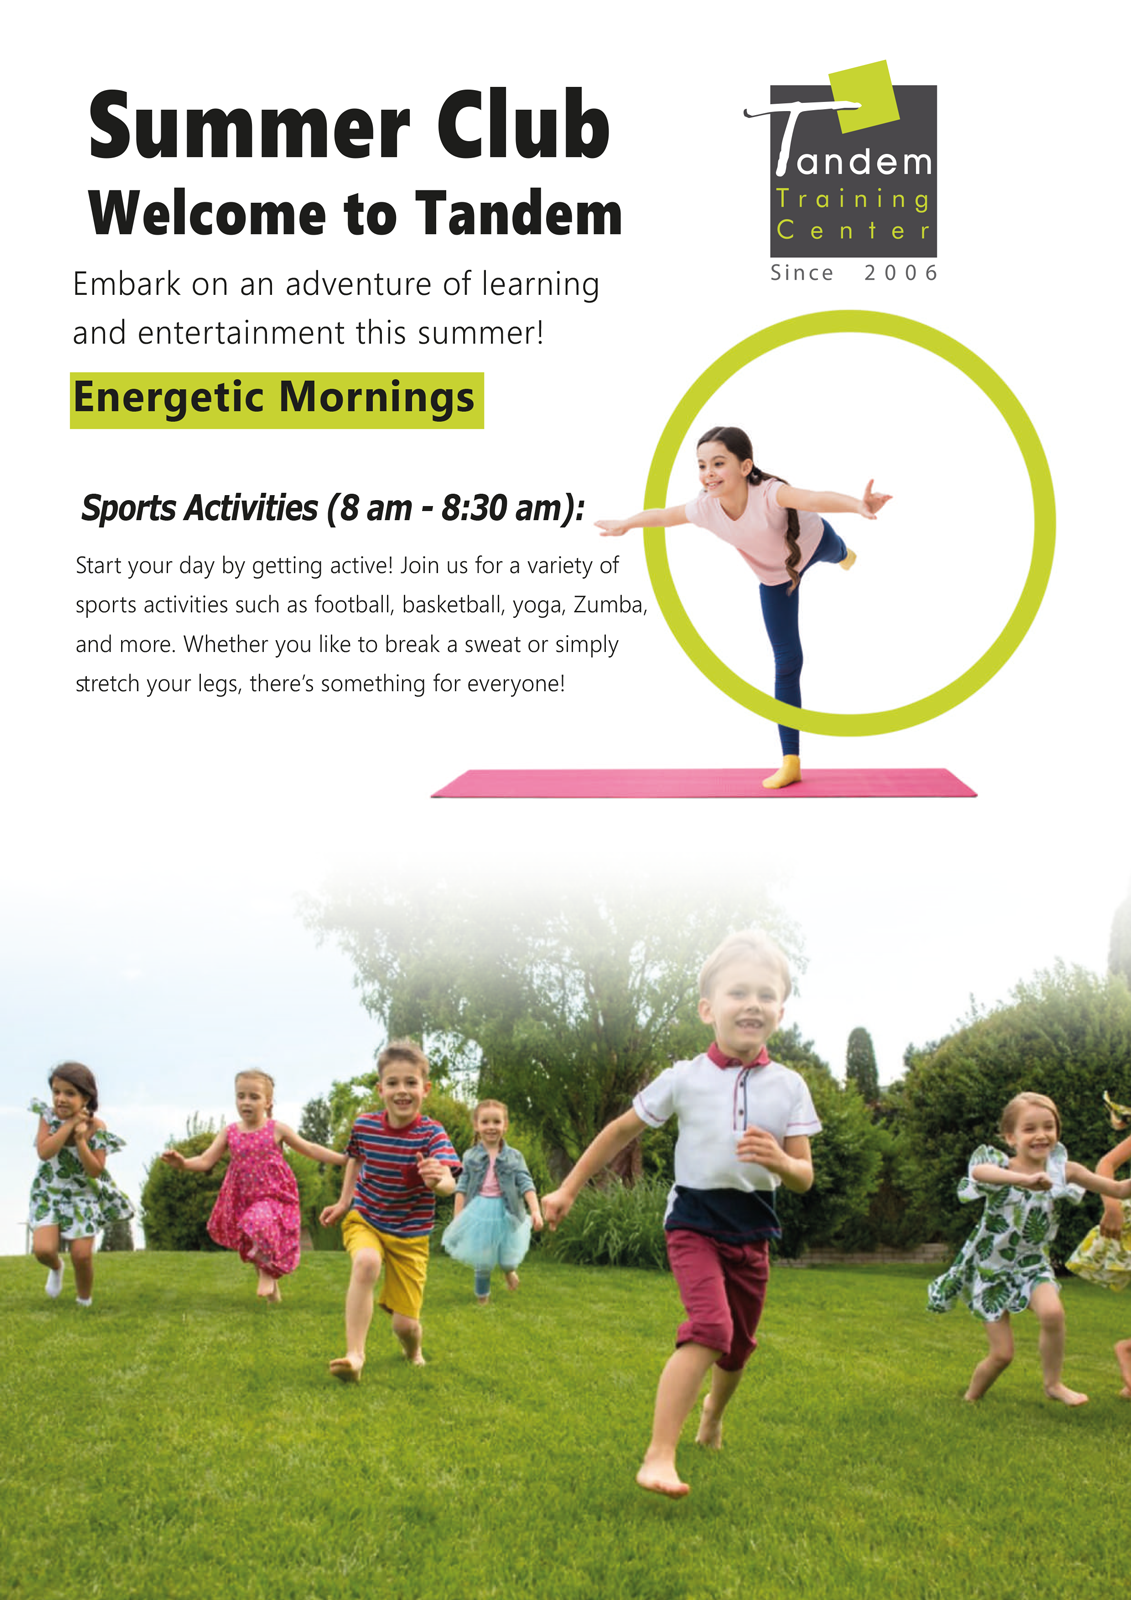 Summer Club
Welcome to Tandem
Embark on an adventure of learning
and entertainment this summer!
Energetic Mornings
Sports Activities (8 am - 8:30 am):
Start your day by getting active! Join us for a variety of
sports activities such as football, basketball, yoga, Zumba,
and more. Whether you like to break a sweat or simply
stretch your legs, there’s something for everyone!
Tandem
Training
Center
Since 2006